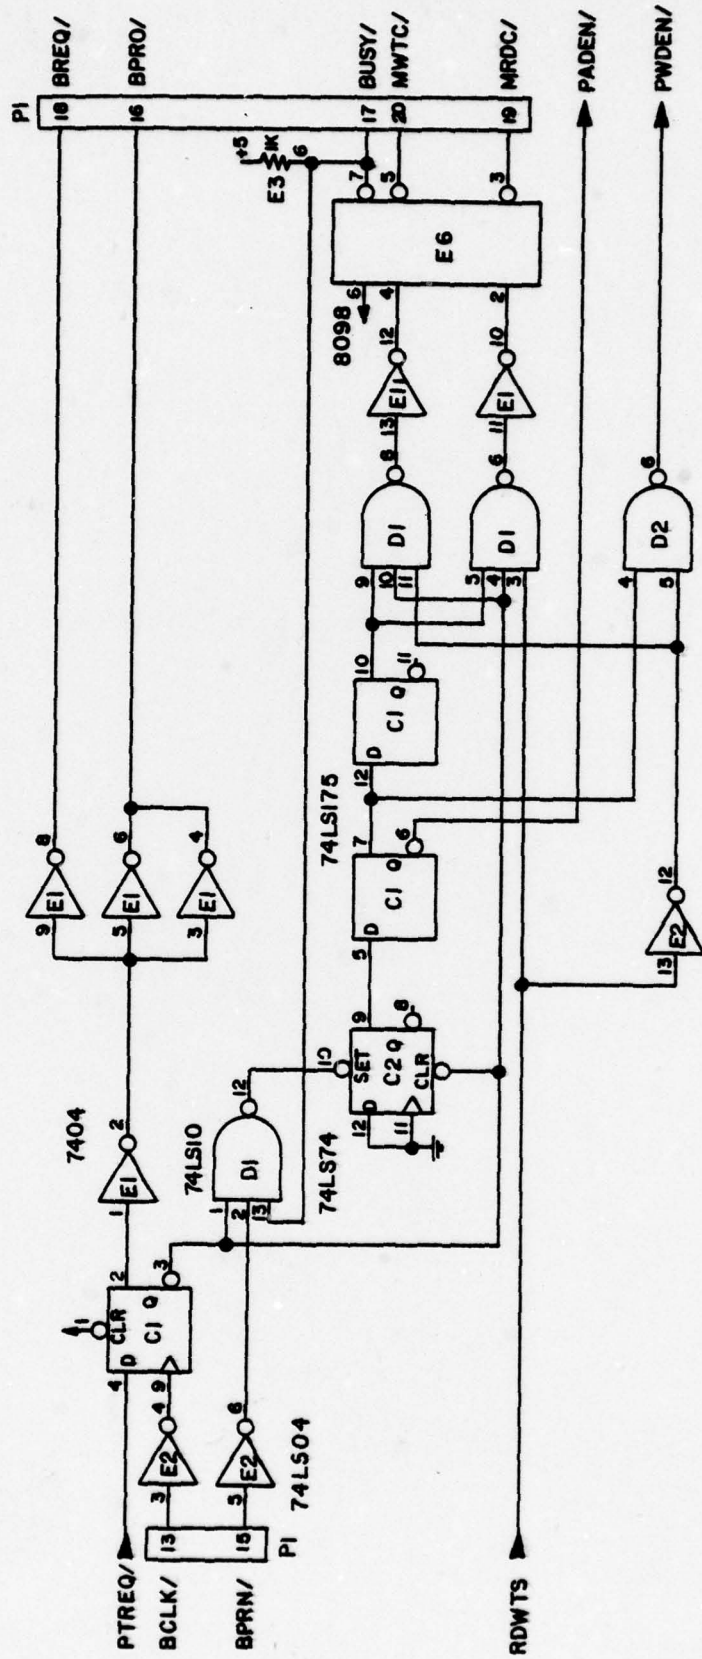 P1
18 BREQ/
9 E1 8
7404
PTREQ/
4 D CLR 1 2
1 E1 2
5 E1 6
16 BPRO/
BCLK/ 13
3 E2 4 9
C1 Q 3
3 E1 4
74LS10
BPRN/ 15
5 E2 6
1
2 D1 12
13
+5
1K
E3
6
P1
74LS04
74LS74
10
SET
12 D C2 Q 9
11
CLR 8
74LS175
5 D C1 Q 7
6
12 D C1 Q 10
11
9
10 D1 8
11
13 E1 12
8098
6 7
17 BUSY/
4 5
20 MWTC/
E6
5
4 D1 6
3
11 E1 10
2 3
19 MRDC/
RDWTS
PADEN/
13 E2 12
4
5 D2 6
PWDEN/